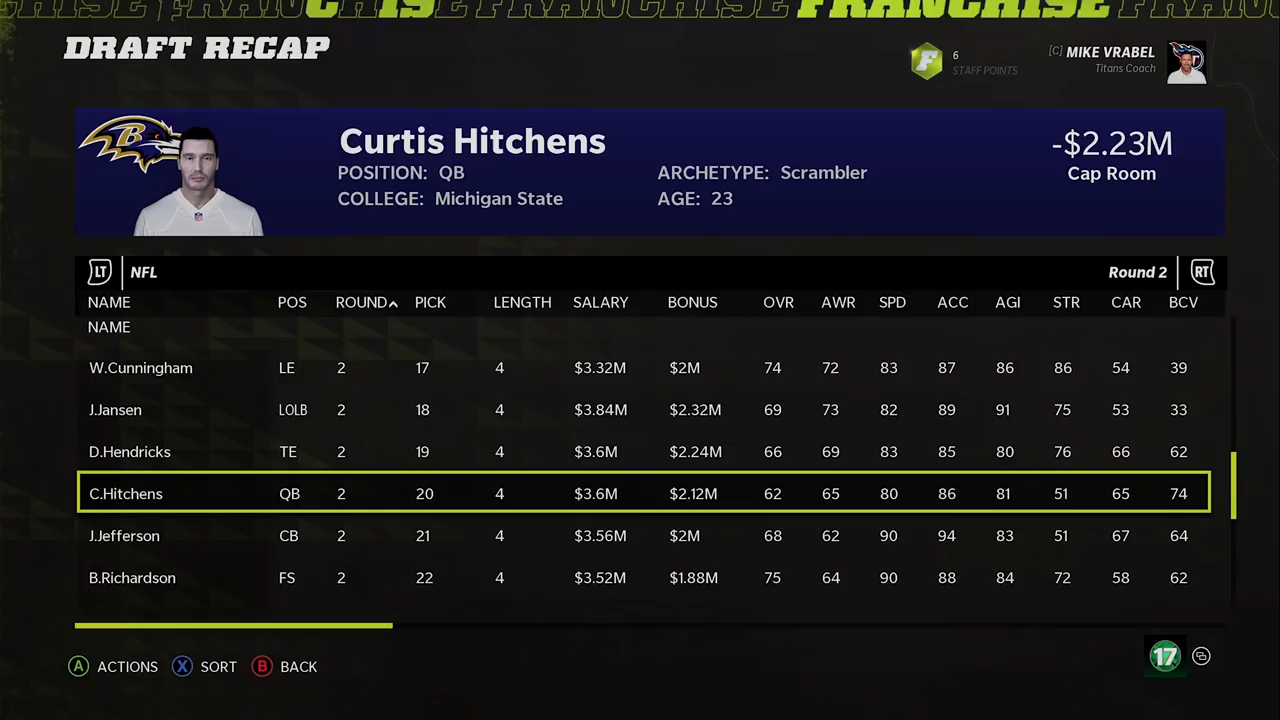 CHISE FRANCHISE FRANCHISE FRANCHISE FRANCHISE FRAN
DRAFT RECAP
F 6 [C] MIKE VRABEL
STAFF POINTS Titans Coach
B Curtis Hitchens -$2.23M
POSITION: QB ARCHETYPE: Scrambler Cap Room
COLLEGE: Michigan State AGE: 23
LT NFL Round 2 RT
NAME POS ROUND PICK LENGTH SALARY BONUS OVR AWR SPD ACC AGI STR CAR BCV
NAME
W.Cunningham LE 2 17 4 $3.32M $2M 74 72 83 87 86 86 54 39
J.Jansen LOLB 2 18 4 $3.84M $2.32M 69 73 82 89 91 75 53 33
D.Hendricks TE 2 19 4 $3.6M $2.24M 66 69 83 85 80 76 66 62
C.Hitchens QB 2 20 4 $3.6M $2.12M 62 65 80 86 81 51 65 74
J.Jefferson CB 2 21 4 $3.56M $2M 68 62 90 94 83 51 67 64
B.Richardson FS 2 22 4 $3.52M $1.88M 75 64 90 88 84 72 58 62
A ACTIONS X SORT B BACK 17